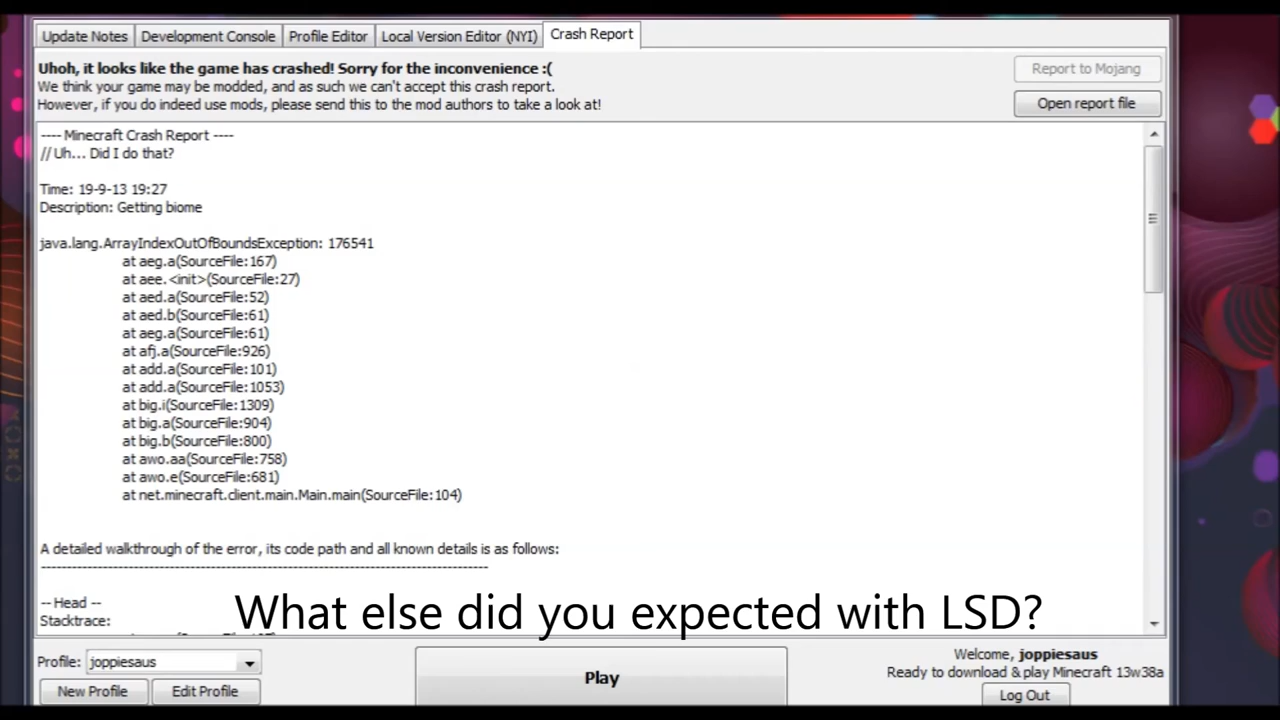 Update Notes Development Console Profile Editor Local Version Editor (NYI) Crash Report
Uhoh, it looks like the game has crashed! Sorry for the inconvenience :(
We think your game may be modded, and as such we can't accept this crash report.
However, if you do indeed use mods, please send this to the mod authors to take a look at!
Report to Mojang
Open report file
---- Minecraft Crash Report ----
// Uh... Did I do that?
Time: 19-9-13 19:27
Description: Getting biome
java.lang.ArrayIndexOutOfBoundsException: 176541
at aeg.a(SourceFile:167)
at aee.<init>(SourceFile:27)
at aed.a(SourceFile:52)
at aed.b(SourceFile:61)
at aeg.a(SourceFile:61)
at afj.a(SourceFile:926)
at add.a(SourceFile:101)
at add.a(SourceFile:1053)
at big.i(SourceFile:1309)
at big.a(SourceFile:904)
at big.b(SourceFile:800)
at awo.aa(SourceFile:758)
at awo.e(SourceFile:681)
at net.minecraft.client.main.Main.main(SourceFile:104)
A detailed walkthrough of the error, its code path and all known details is as follows:
---------------------------------------------------------------------------------------
-- Head --
Stacktrace:
What else did you expected with LSD?
Profile: joppiesaus
New Profile Edit Profile
Play
Welcome, joppiesaus
Ready to download & play Minecraft 13w38a
Log Out